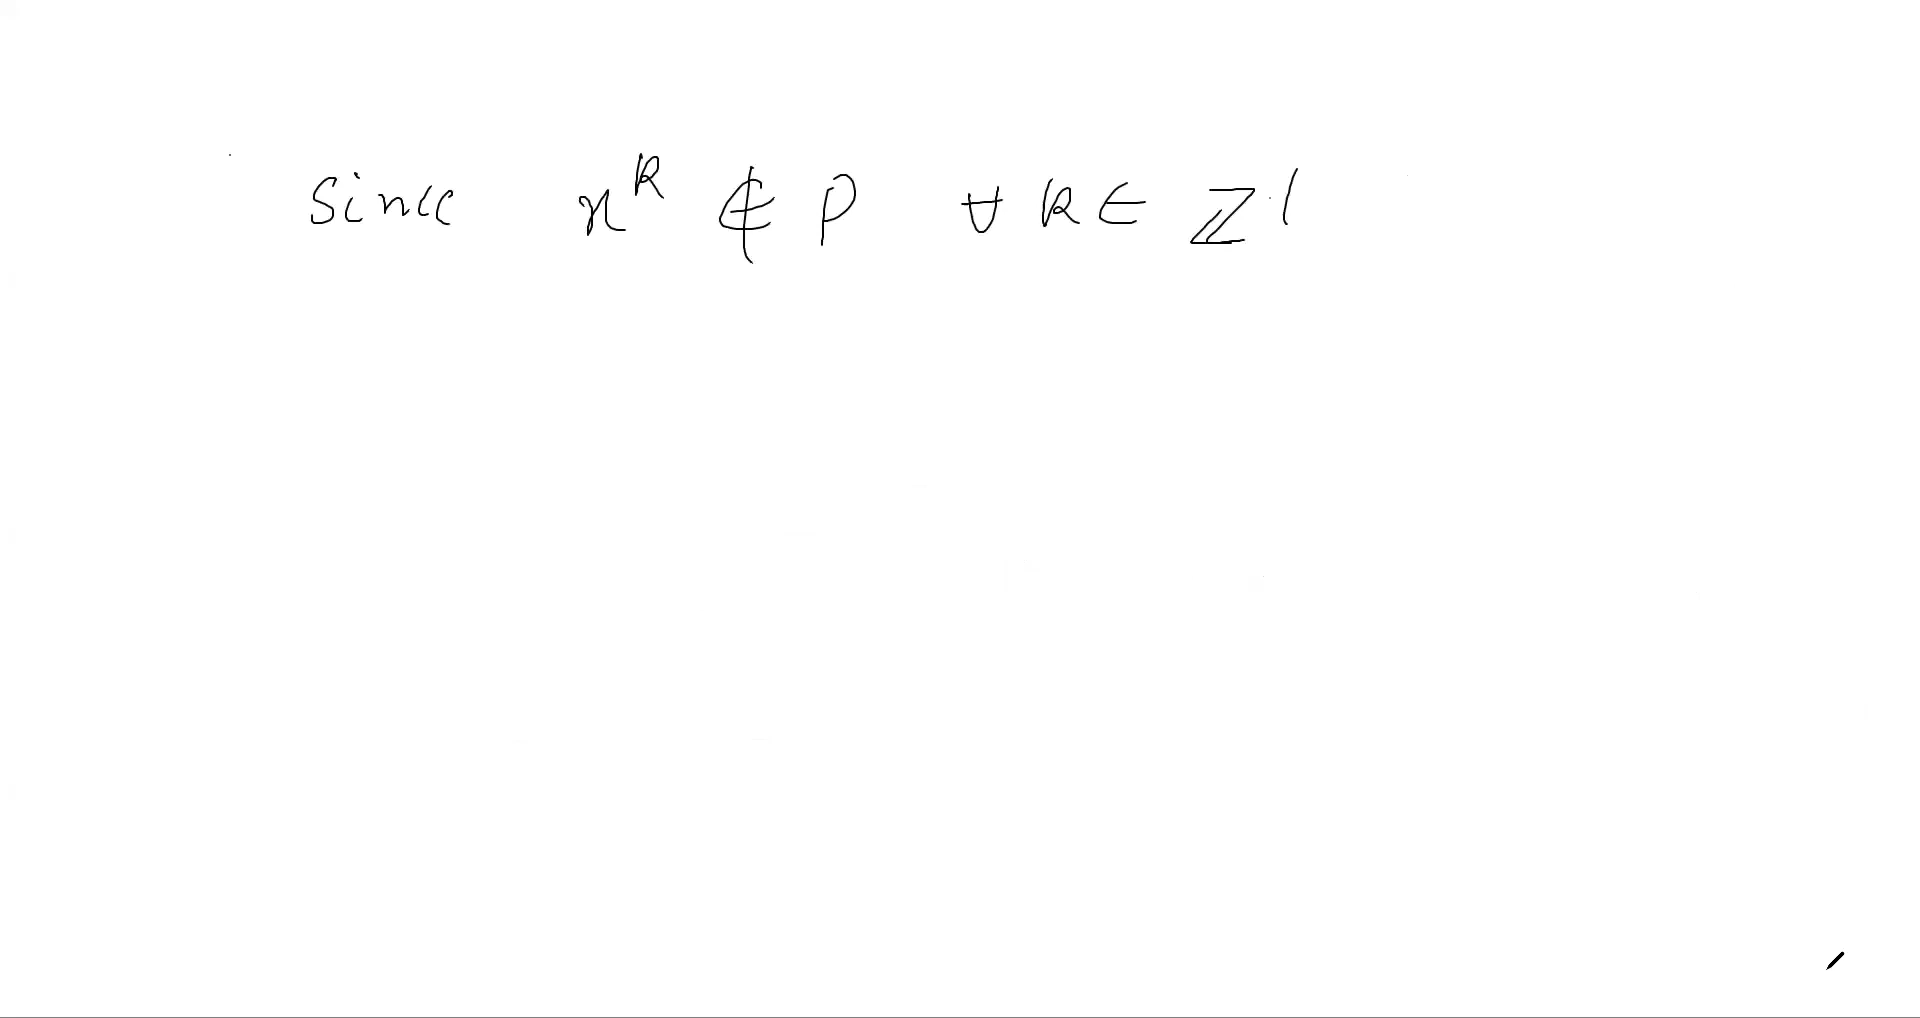 Since x^k ∉ P ∀ k ∈ ℤ